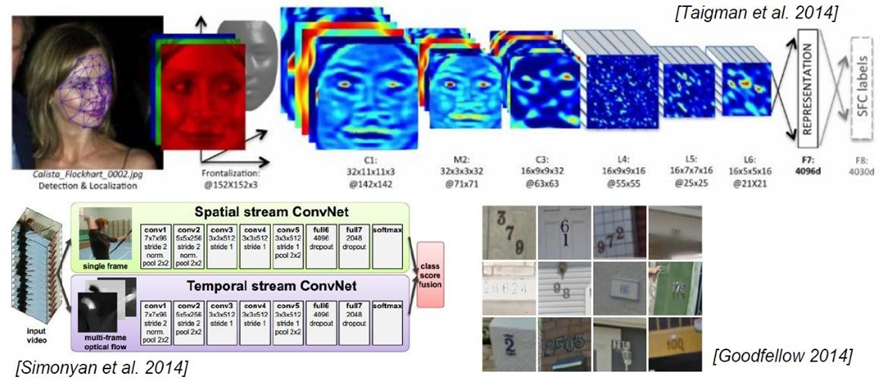 [Taigman et al. 2014]
Calista_Flockhart_0002.jpg
Detection & Localization
Frontalization:
@152X152x3
C1:
32x11x11x3
@142x142
M2:
32x3x3x32
@71x71
C3:
16x9x9x32
@63x63
L4:
16x9x9x16
@55x55
L5:
16x7x7x16
@25x25
L6:
16x5x5x16
@21X21
REPRESENTATION
F7:
4096d
SFC labels
F8:
4030d
Spatial stream ConvNet
single frame
conv1
7x7x96
stride 2
norm.
pool 2x2
conv2
5x5x256
stride 2
norm.
pool 2x2
conv3
3x3x512
stride 1
conv4
3x3x512
stride 1
conv5
3x3x512
stride 1
pool 2x2
full6
4096
dropout
full7
2048
dropout
softmax
Temporal stream ConvNet
input
video
multi-frame
optical flow
conv1
7x7x96
stride 2
norm.
pool 2x2
conv2
5x5x256
stride 2
pool 2x2
conv3
3x3x512
stride 1
conv4
3x3x512
stride 1
conv5
3x3x512
stride 1
pool 2x2
full6
4096
dropout
full7
2048
dropout
softmax
class
score
fusion
[Simonyan et al. 2014]
379
61
972
98
2
2505
100
[Goodfellow 2014]